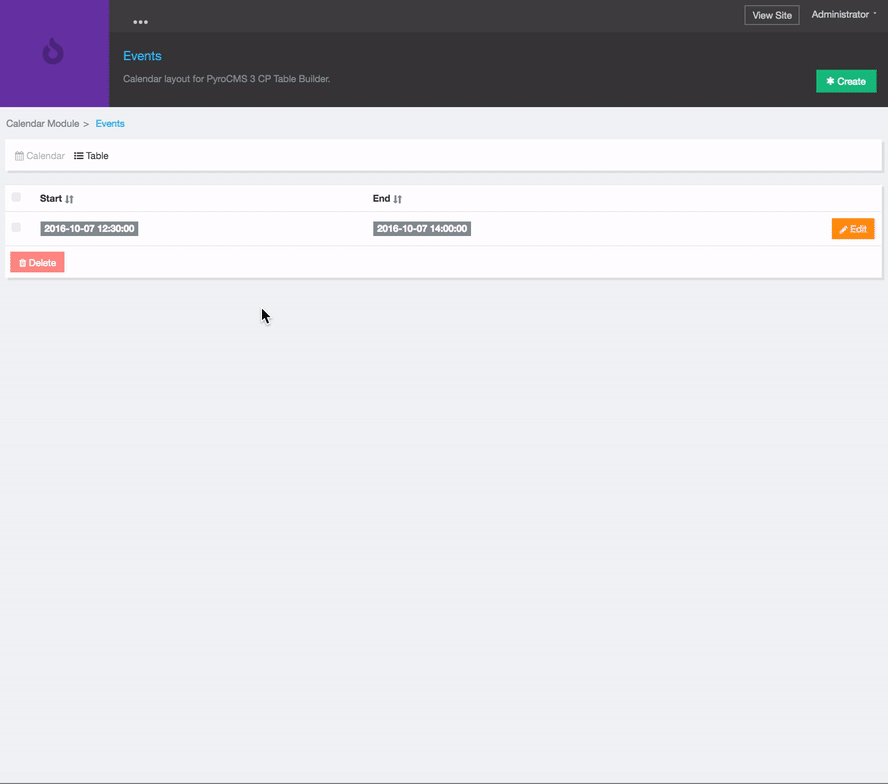 •••
View Site
Administrator
Events
Calendar layout for PyroCMS 3 CP Table Builder.
Create
Calendar Module > Events
Calendar Table
Start End
2016-10-07 12:30:00 2016-10-07 14:00:00 Edit
Delete